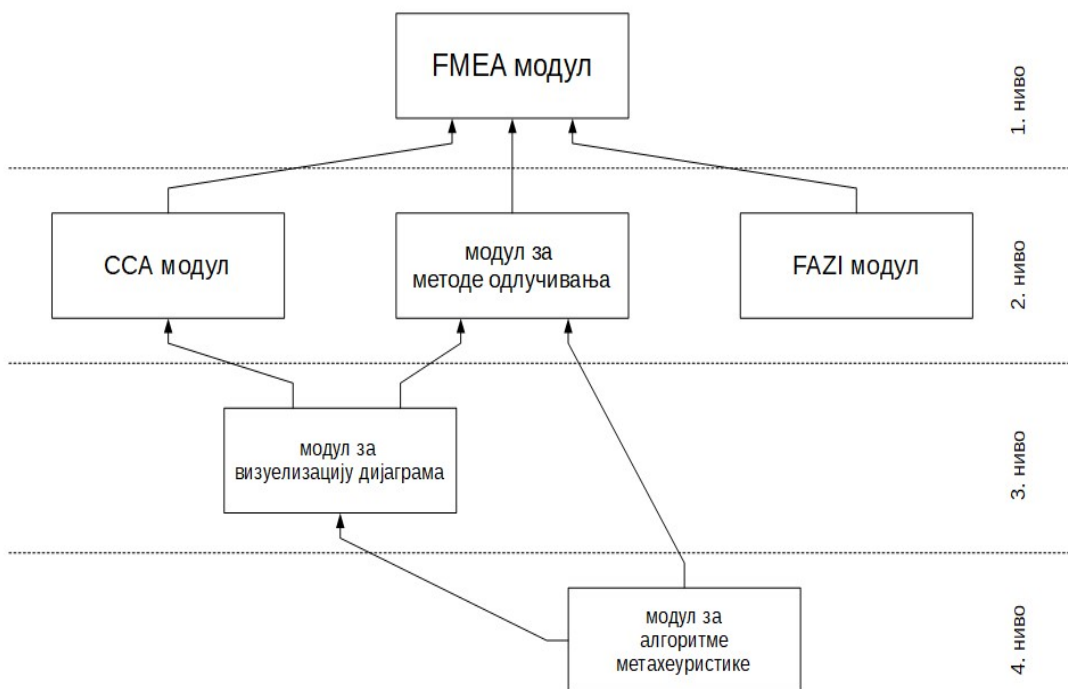 FMEA модул
1. ниво
CCA модул
модул за
методе одлучивања
FAZI модул
2. ниво
модул за
визуелизацију дијаграма
3. ниво
модул за
алгоритме
метахеуристике
4. ниво